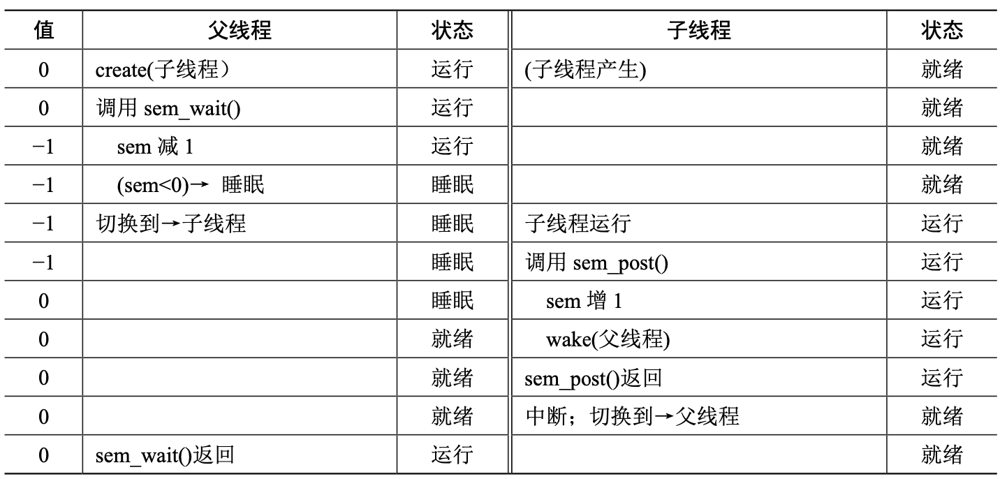 值 父线程 状态 子线程 状态
0 create(子线程） 运行 (子线程产生) 就绪
0 调用 sem_wait() 运行 就绪
−1 sem 减 1 运行 就绪
−1 (sem<0)→ 睡眠 睡眠 就绪
−1 切换到→子线程 睡眠 子线程运行 运行
−1 睡眠 调用 sem_post() 运行
0 睡眠 sem 增 1 运行
0 就绪 wake(父线程) 运行
0 就绪 sem_post()返回 运行
0 就绪 中断；切换到→父线程 就绪
0 sem_wait()返回 运行 就绪